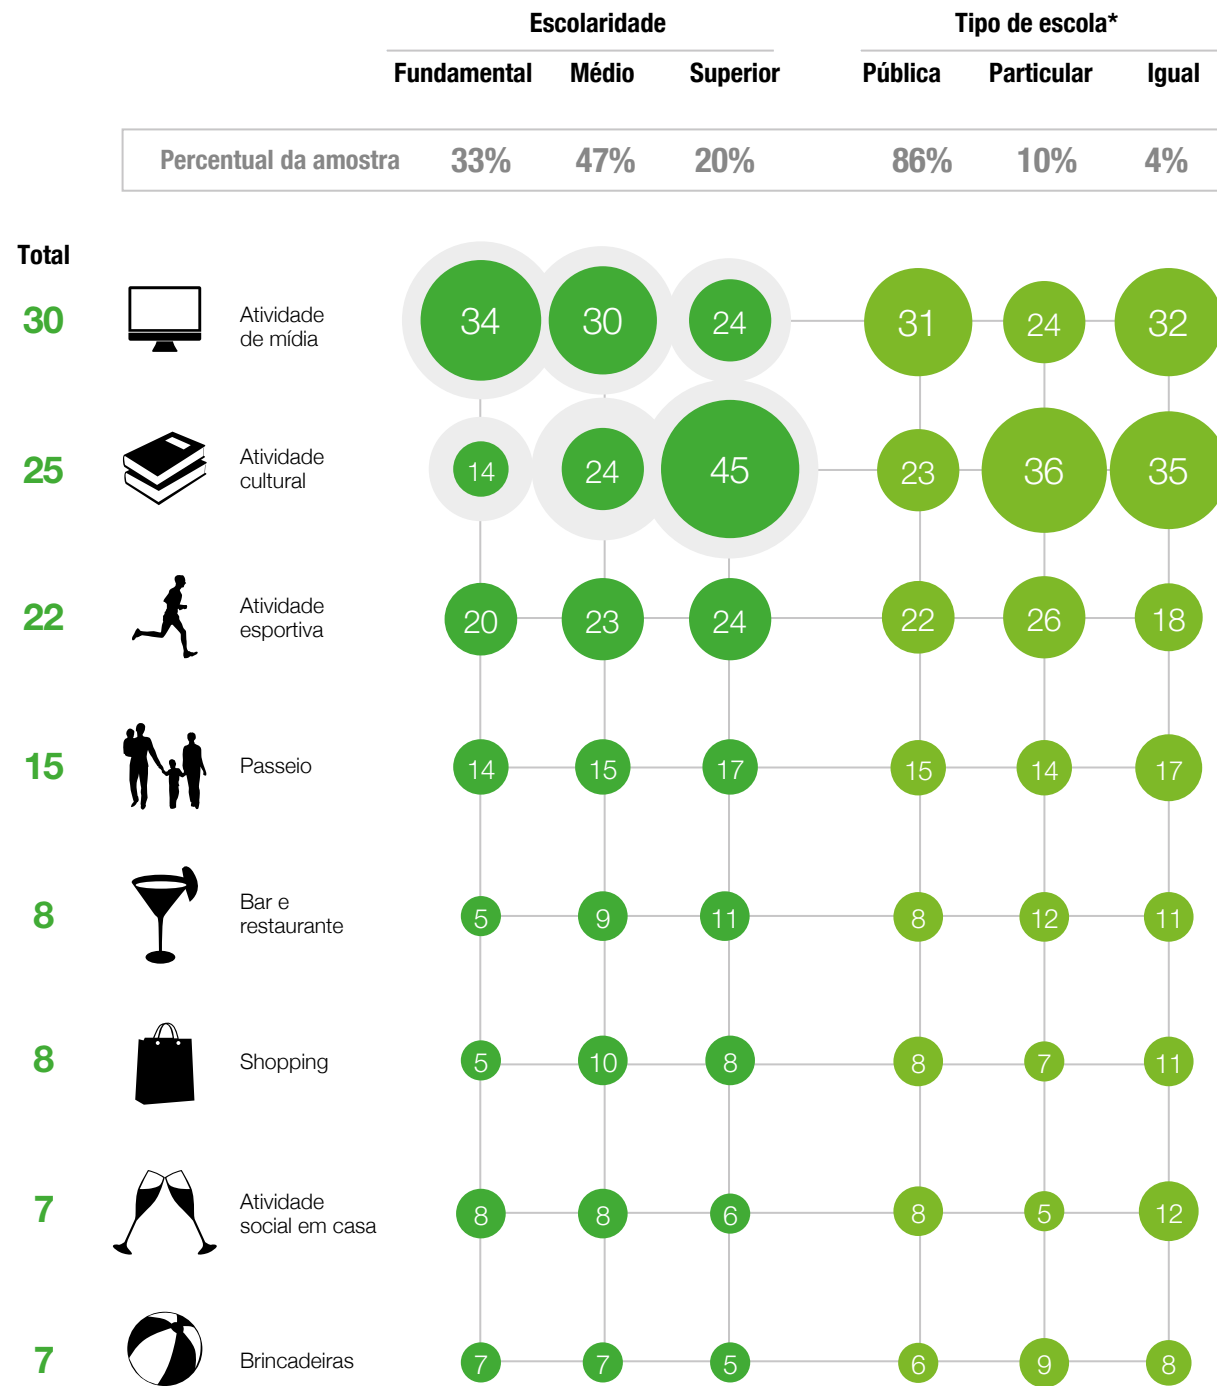 Escolaridade Tipo de escola*
Fundamental Médio Superior Pública Particular Igual
Percentual da amostra 33% 47% 20% 86% 10% 4%
Total
30 Atividade de mídia 34 30 24 31 24 32
25 Atividade cultural 14 24 45 23 36 35
22 Atividade esportiva 20 23 24 22 26 18
15 Passeio 14 15 17 15 14 17
8 Bar e restaurante 5 9 11 8 12 11
8 Shopping 5 10 8 8 7 11
7 Atividade social em casa 8 8 6 8 5 12
7 Brincadeiras 7 7 5 6 9 8